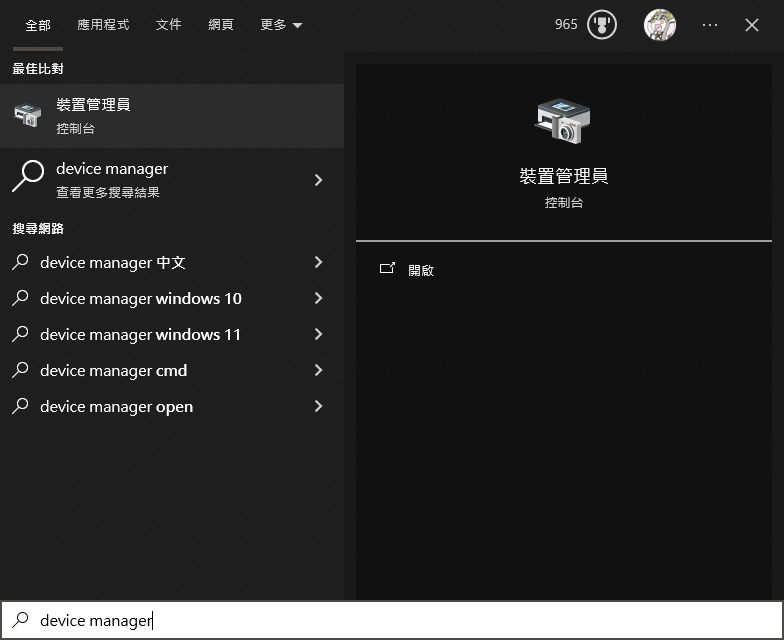 全部 應用程式 文件 網頁 更多 965 ...
最佳比對
裝置管理員
控制台
device manager
查看更多搜尋結果
搜尋網路
device manager 中文
device manager windows 10
device manager windows 11
device manager cmd
device manager open
裝置管理員
控制台
開啟
device manager